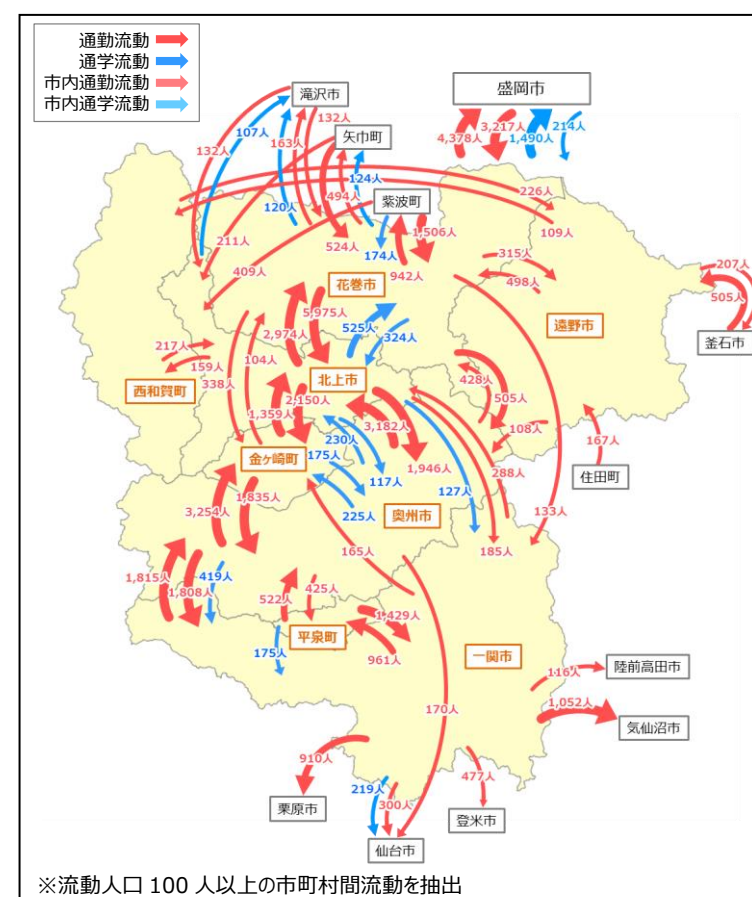 通勤流動
通学流動
市内通勤流動
市内通学流動
滝沢市
盛岡市
矢巾町
紫波町
132人
107人
163人
132人
4,378人
3,217人
1,490人
214人
120人
494人
124人
211人
524人
174人
942人
1,506人
226人
109人
409人
花巻市
315人
498人
遠野市
207人
505人
釜石市
2,974人
5,975人
525人
324人
217人
159人
西和賀町
338人
104人
北上市
428人
505人
1,359人
2,150人
3,182人
1,946人
108人
167人
住田町
金ケ崎町
230人
175人
117人
225人
奥州市
127人
288人
185人
133人
3,254人
1,835人
165人
1,815人
1,808人
419人
522人
425人
平泉町
1,429人
961人
175人
一関市
116人
陸前高田市
1,052人
気仙沼市
170人
910人
栗原市
219人
300人
仙台市
477人
登米市
※流動人口 100 人以上の市町村間流動を抽出